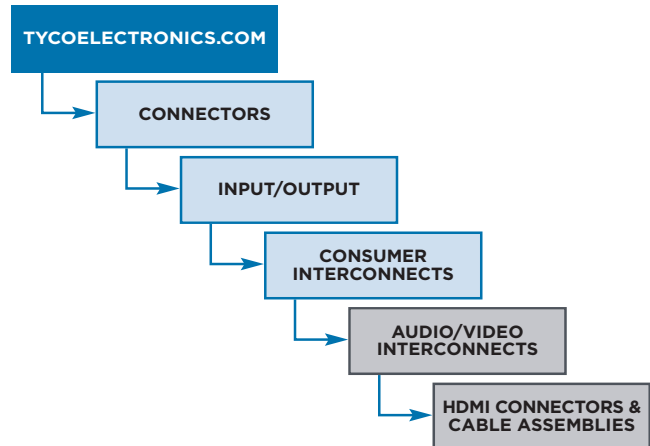 TYCOELECTRONICS.COM
CONNECTORS
INPUT/OUTPUT
CONSUMER
INTERCONNECTS
AUDIO/VIDEO
INTERCONNECTS
HDMI CONNECTORS &
CABLE ASSEMBLIES